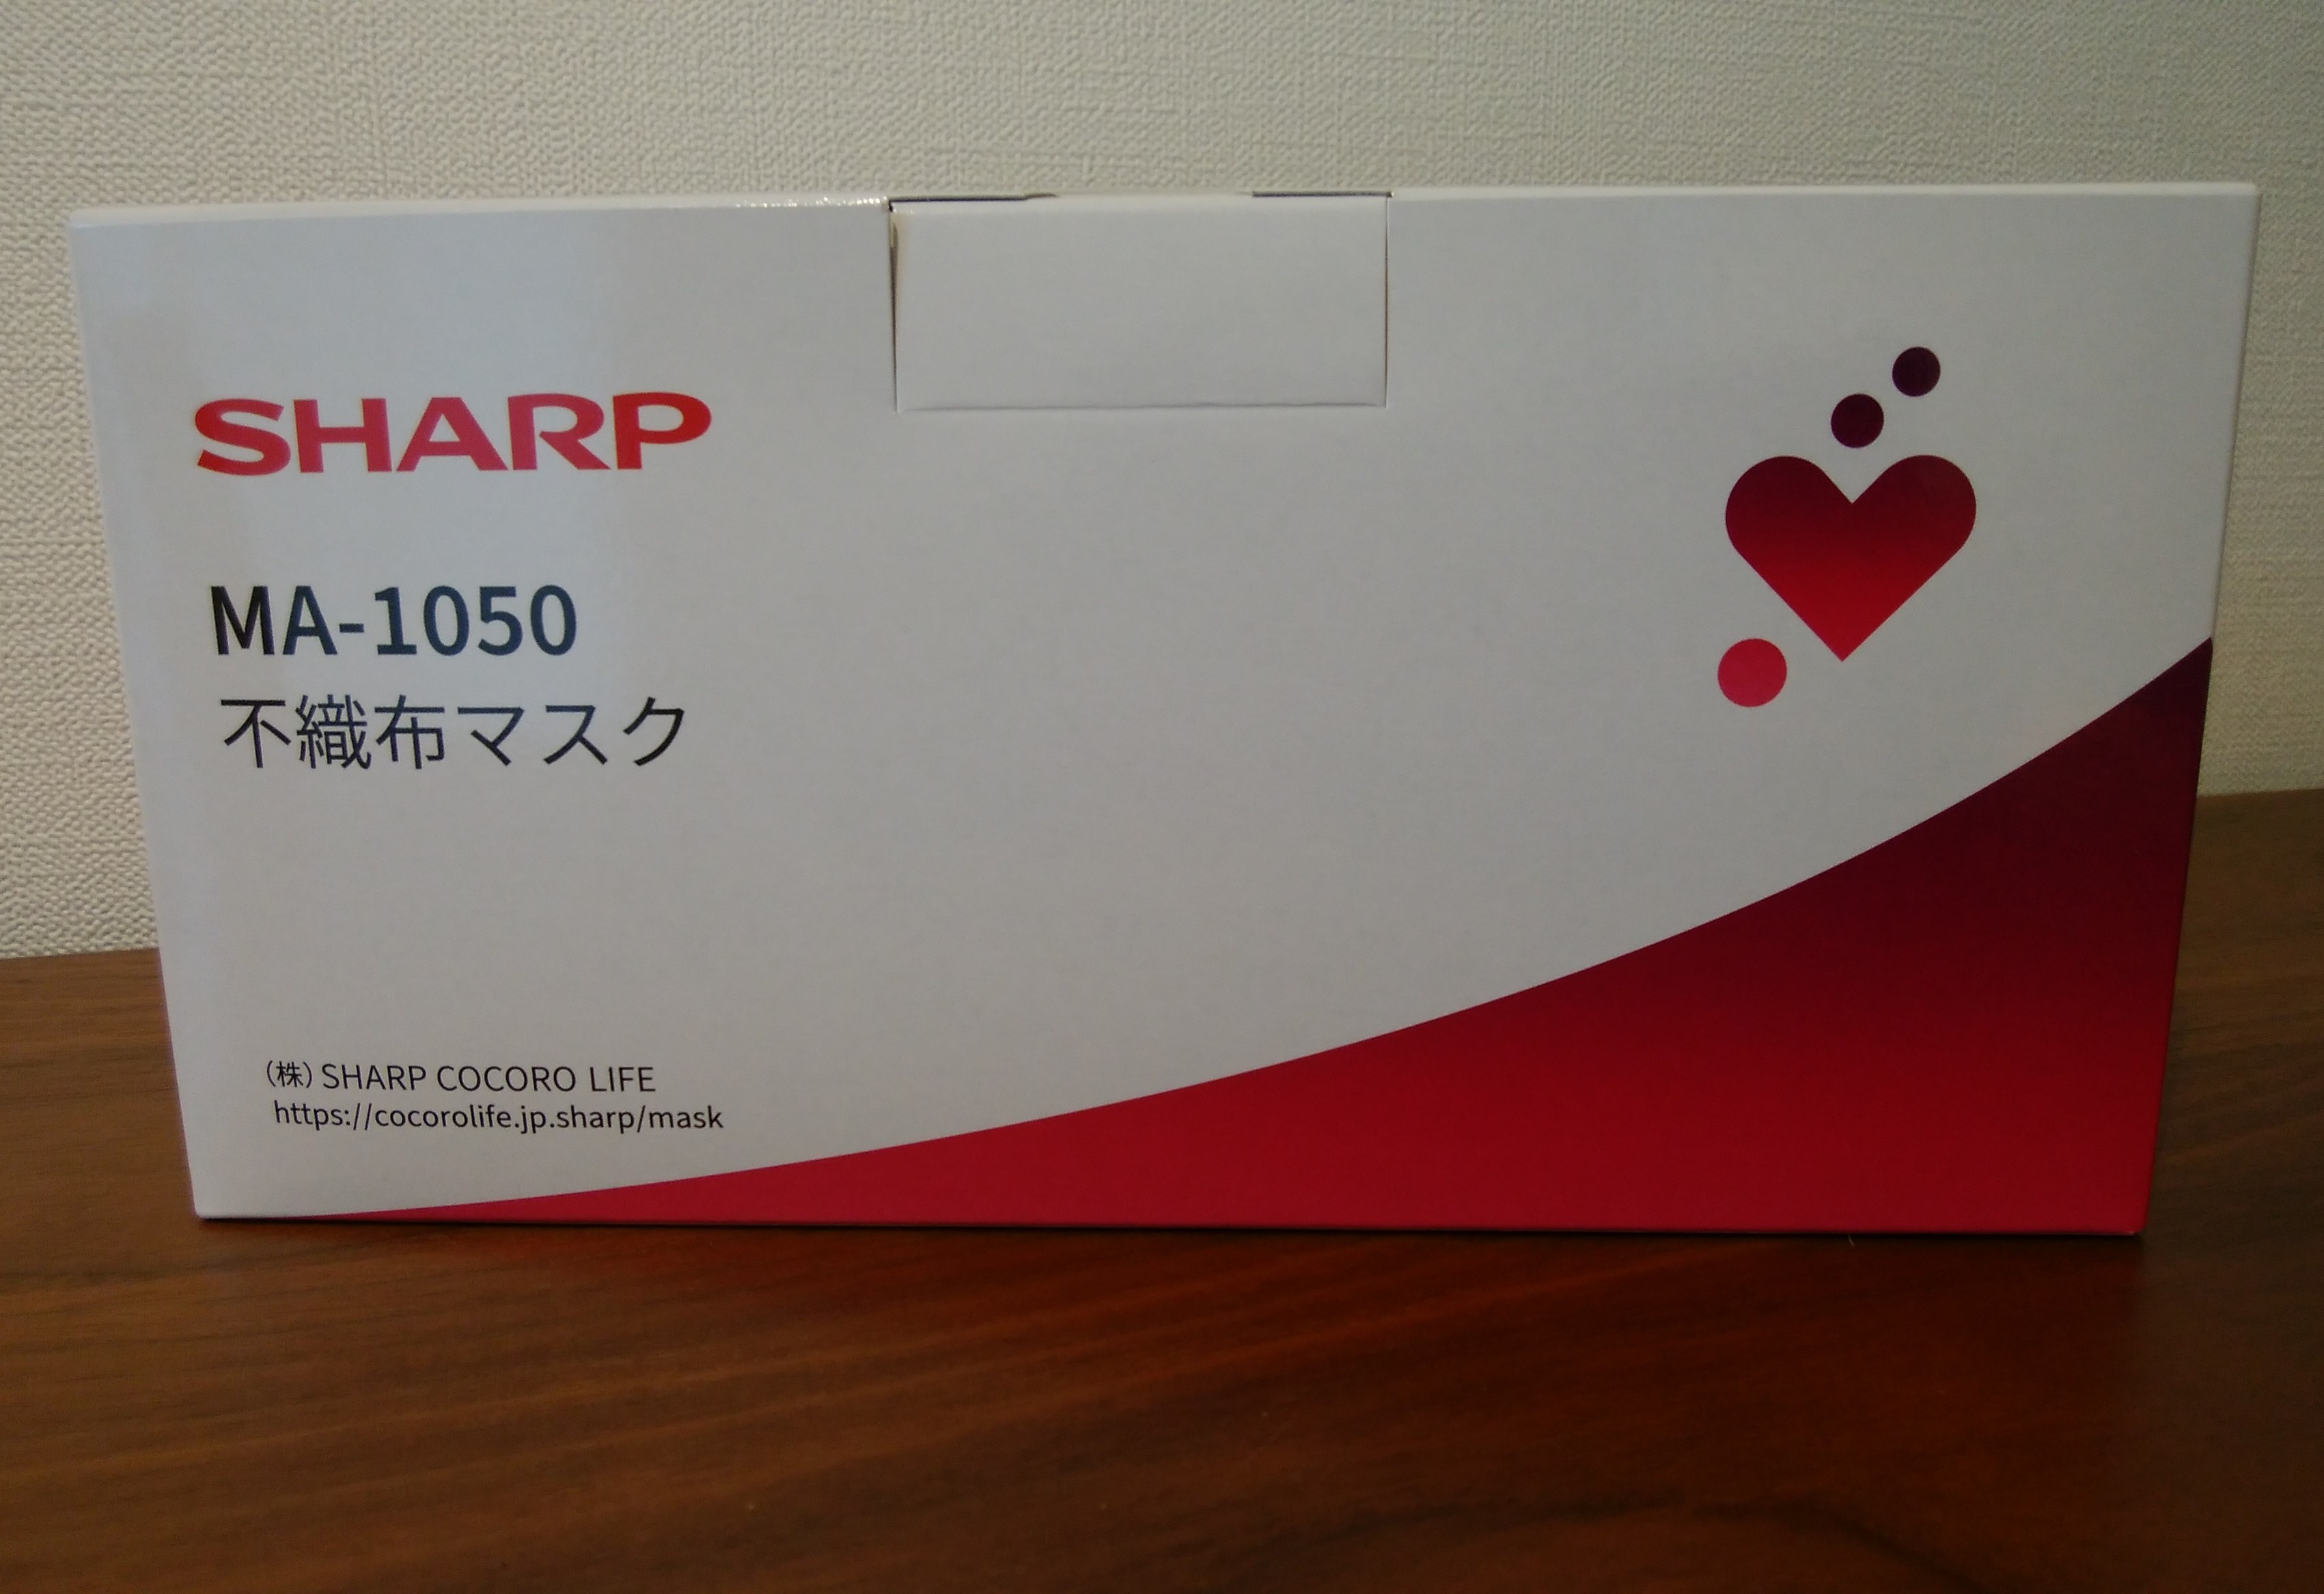 SHARP
MA-1050
不織布マスク
(株)SHARP COCORO LIFE
https://cocorolife.jp.sharp/mask